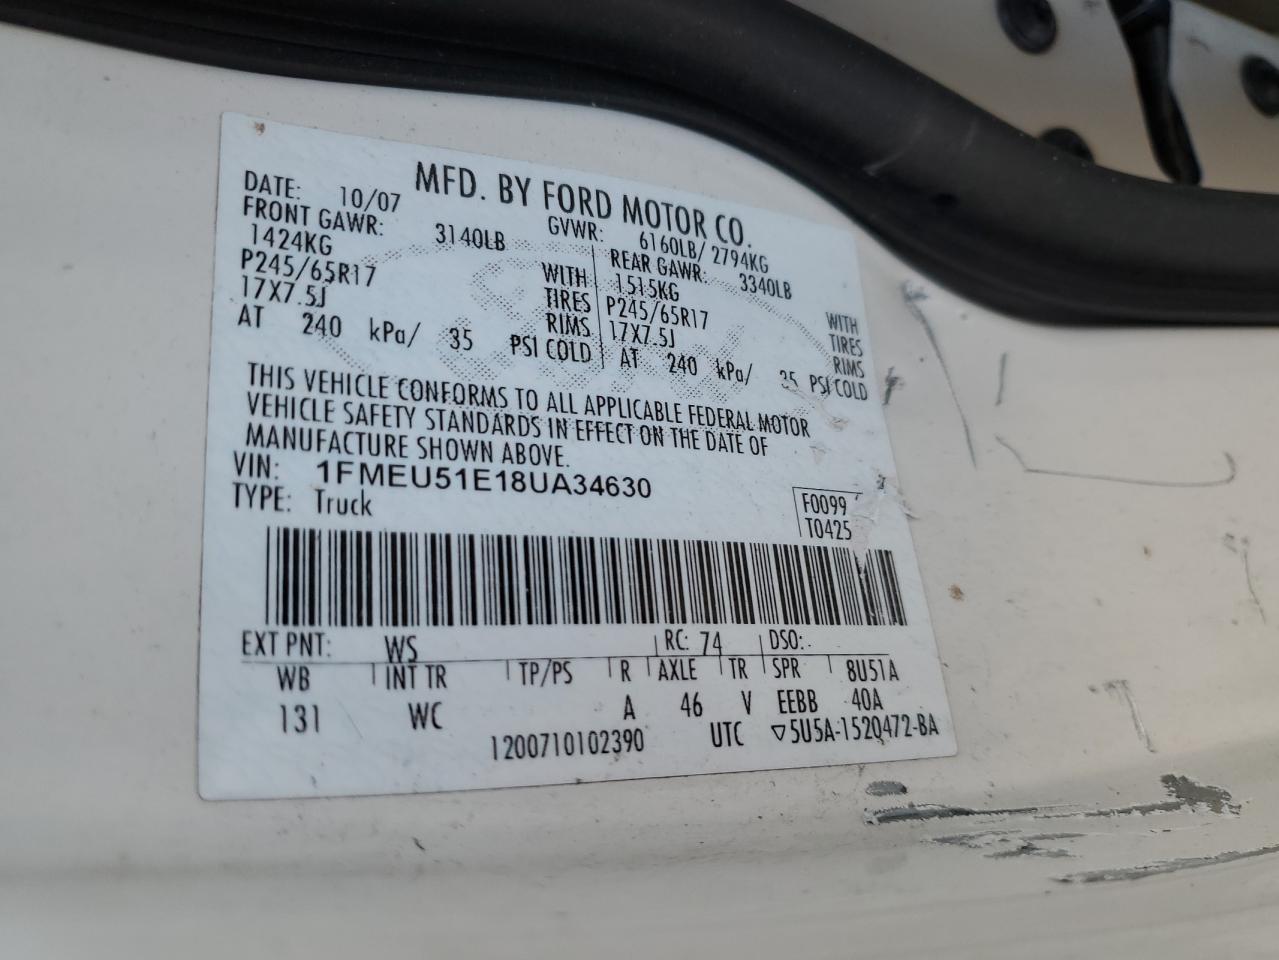 MFD. BY FORD MOTOR CO.
DATE: 10/07 GVWR: 6160LB/ 2794KG
FRONT GAWR: 3140LB REAR GAWR: 3340LB
1424KG WITH 1515KG WITH
P245/65R17 TIRES P245/65R17 TIRES
17X7.5J RIMS 17X7.5J RIMS
AT 240 kPa/ 35 PSI COLD AT 240 kPa/ 35 PSI COLD
THIS VEHICLE CONFORMS TO ALL APPLICABLE FEDERAL MOTOR
VEHICLE SAFETY STANDARDS IN EFFECT ON THE DATE OF
MANUFACTURE SHOWN ABOVE.
VIN: 1FMEU51E18UA34630
TYPE: Truck F0099
T0425
EXT PNT: WS RC: 74 DSO:
WB INT TR TP/PS R AXLE TR SPR 8U51A
131 WC A 46 V EEBB 40A
1200710102390 UTC ▽5U5A-1520472-BA